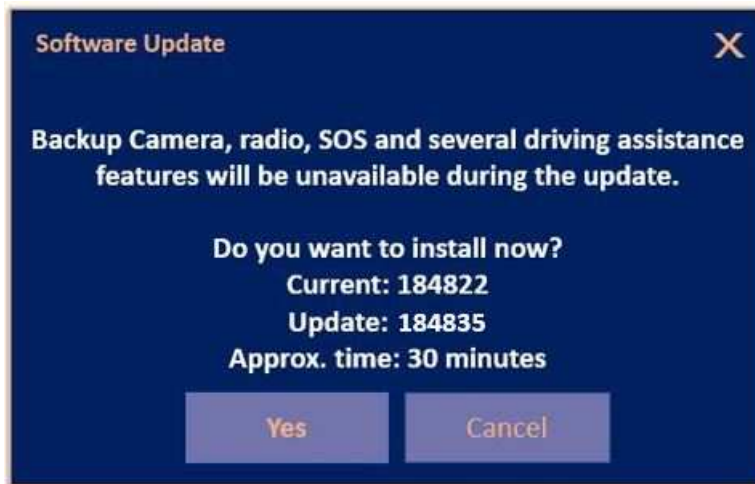 Software Update X
Backup Camera, radio, SOS and several driving assistance
features will be unavailable during the update.
Do you want to install now?
Current: 184822
Update: 184835
Approx. time: 30 minutes
Yes Cancel